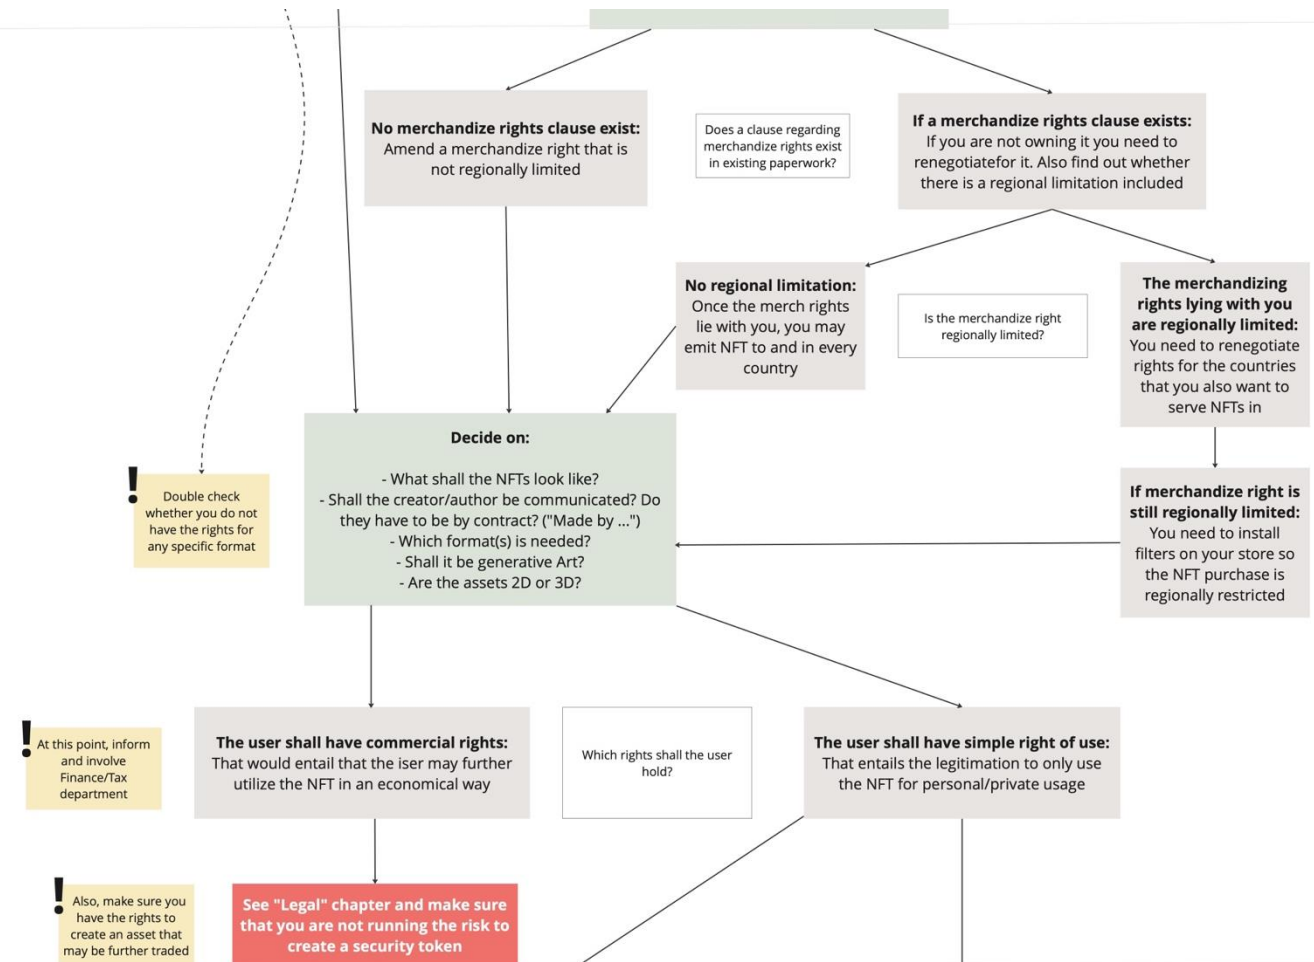 No merchandize rights clause exist:
Amend a merchandize right that is
not regionally limited
Does a clause regarding
merchandize rights exist
in existing paperwork?
If a merchandize rights clause exists:
If you are not owning it you need to
renegotiatefor it. Also find out whether
there is a regional limitation included
No regional limitation:
Once the merch rights
lie with you, you may
emit NFT to and in every
country
Is the merchandize right
regionally limited?
The merchandizing
rights lying with you
are regionally limited:
You need to renegotiate
rights for the countries
that you also want to
serve NFTs in
Decide on:
- What shall the NFTs look like?
- Shall the creator/author be communicated? Do
they have to be by contract? ("Made by ...")
- Which format(s) is needed?
- Shall it be generative Art?
- Are the assets 2D or 3D?
!
Double check
whether you do not
have the rights for
any specific format
If merchandize right is
still regionally limited:
You need to install
filters on your store so
the NFT purchase is
regionally restricted
!
At this point, inform
and involve
Finance/Tax
department
The user shall have commercial rights:
That would entail that the iser may further
utilize the NFT in an economical way
Which rights shall the user
hold?
The user shall have simple right of use:
That entails the legitimation to only use
the NFT for personal/private usage
!
Also, make sure you
have the rights to
create an asset that
may be further traded
See "Legal" chapter and make sure
that you are not running the risk to
create a security token